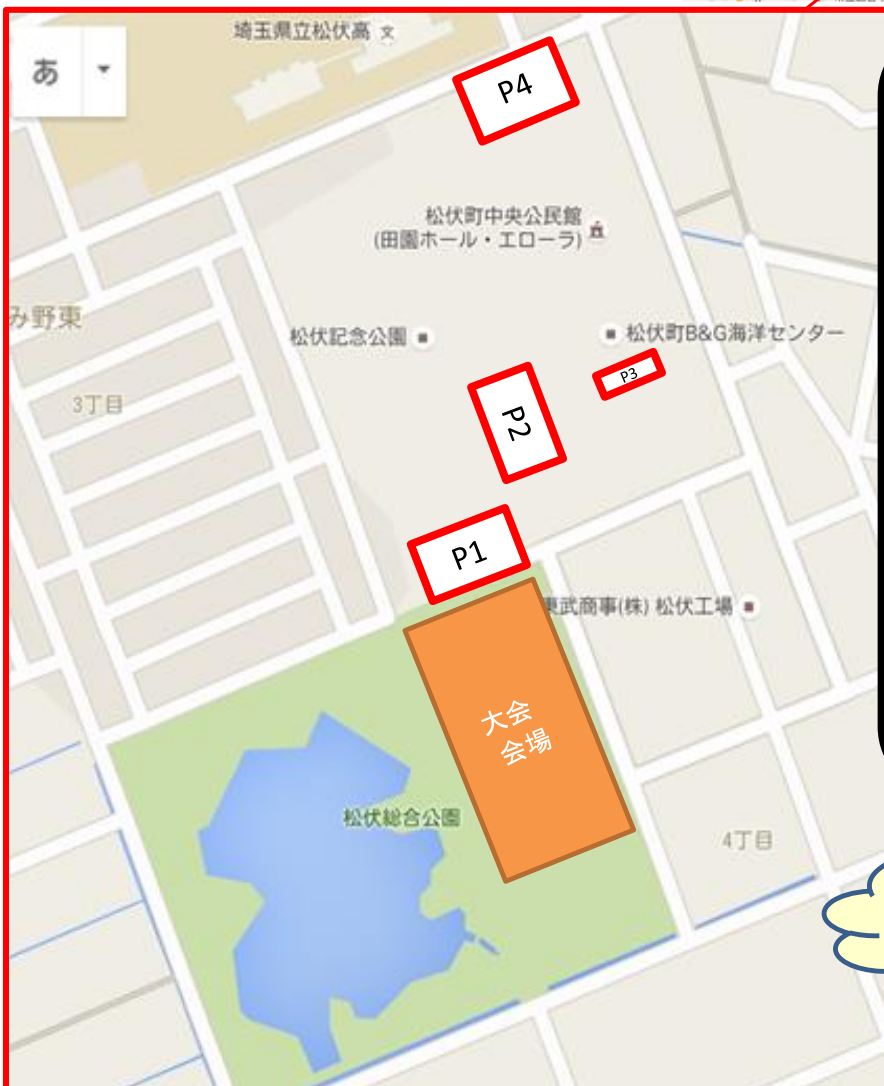 埼玉県立松伏高 文
あ
P4
松伏町中央公民館
(田園ホール・エローラ)
み野東
松伏記念公園
松伏町B&G海洋センター
P3
3丁目
P2
P1
東武商事(株) 松伏工場
大会
会場
松伏総合公園
4丁目